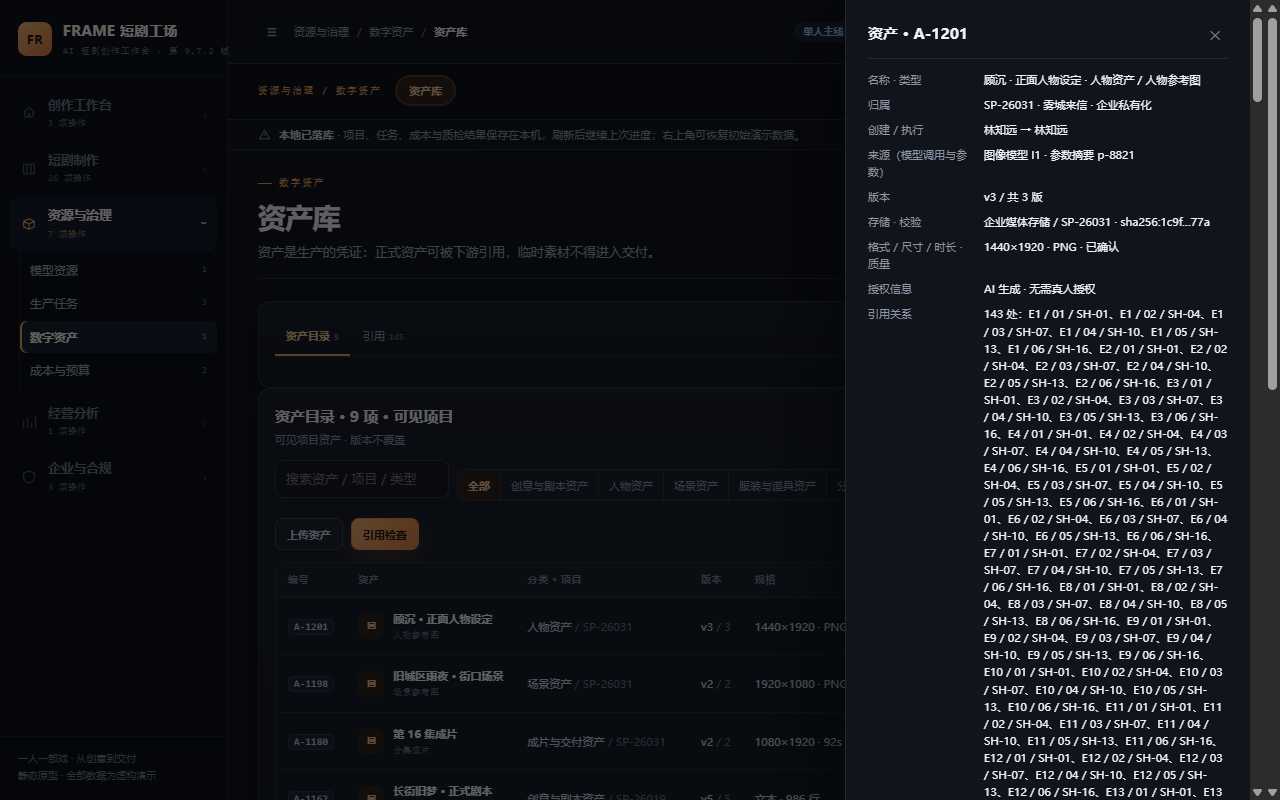 FR
FRAME 短剧工场
AI 短剧创作工作台 · 第 9.7.2 版
创作工作台
3 项操作
短剧制作
26 项操作
资源与治理
7 项操作
模型资源 1
生产任务 3
数字资产 1
成本与预算 2
经营分析
1 项操作
企业与合规
3 项操作
一人一部戏 · 从创意到交付
静态原型 · 全部数据为虚构演示
资源与治理 / 数字资产 / 资产库
单人主线
资源与治理 / 数字资产 资产库
本地已落库 · 项目、任务、成本与质检结果保存在本机，刷新后继续上次进度；右上角可恢复初始演示数据。
数字资产
资产库
资产是生产的凭证：正式资产可被下游引用，临时素材不得进入交付。
资产目录 9 引用 145
资产目录 • 9 项 • 可见项目
可见项目资产 · 版本不覆盖
搜索资产 / 项目 / 类型
全部 创意与剧本资产 人物资产 场景资产 服装与道具资产
上传资产 引用检查
编号 资产 分类 • 项目 版本 规格
A-1201 顾沉 • 正面人物设定 人物资产 / SP-26031 v3 / 3 1440×1920 · PNG
人物参考图
A-1198 旧城区雨夜 • 街口场景 场景资产 / SP-26031 v2 / 2 1920×1080 · PNG
场景参考图
A-1180 第 16 集成片 成片与交付资产 / SP-26031 v2 / 2 1080×1920 · 92s
分集成片
A-1162 长街旧梦 • 正式剧本 创意与剧本资产 / SP-26019 v5 / 5 文本 · 986 行
资产 • A-1201
名称 · 类型 顾沉 · 正面人物设定 · 人物资产 / 人物参考图
归属 SP-26031 · 雾城来信 · 企业私有化
创建 / 执行 林知远 → 林知远
来源（模型调用与参数） 图像模型 I1 · 参数摘要 p-8821
版本 v3 / 共 3 版
存储 · 校验 企业媒体存储 / SP-26031 · sha256:1c9f…77a
格式 / 尺寸 / 时长 · 质量 1440×1920 · PNG · 已确认
授权信息 AI 生成 · 无需真人授权
引用关系 143 处：E1 / 01 / SH-01、E1 / 02 / SH-04、E1
/ 03 / SH-07、E1 / 04 / SH-10、E1 / 05 / SH-
13、E1 / 06 / SH-16、E2 / 01 / SH-01、E2 / 02
/ SH-04、E2 / 03 / SH-07、E2 / 04 / SH-10、
E2 / 05 / SH-13、E2 / 06 / SH-16、E3 / 01 /
SH-01、E3 / 02 / SH-04、E3 / 03 / SH-07、E3
/ 04 / SH-10、E3 / 05 / SH-13、E3 / 06 / SH-
16、E4 / 01 / SH-01、E4 / 02 / SH-04、E4 / 03
/ SH-07、E4 / 04 / SH-10、E4 / 05 / SH-13、
E4 / 06 / SH-16、E5 / 01 / SH-01、E5 / 02 /
SH-04、E5 / 03 / SH-07、E5 / 04 / SH-10、E5
/ 05 / SH-13、E5 / 06 / SH-16、E6 / 01 / SH-
01、E6 / 02 / SH-04、E6 / 03 / SH-07、E6 / 04
/ SH-10、E6 / 05 / SH-13、E6 / 06 / SH-16、
E7 / 01 / SH-01、E7 / 02 / SH-04、E7 / 03 /
SH-07、E7 / 04 / SH-10、E7 / 05 / SH-13、E7
/ 06 / SH-16、E8 / 01 / SH-01、E8 / 02 / SH-
04、E8 / 03 / SH-07、E8 / 04 / SH-10、E8 / 05
/ SH-13、E8 / 06 / SH-16、E9 / 01 / SH-01、
E9 / 02 / SH-04、E9 / 03 / SH-07、E9 / 04 /
SH-10、E9 / 05 / SH-13、E9 / 06 / SH-16、
E10 / 01 / SH-01、E10 / 02 / SH-04、E10 / 03
/ SH-07、E10 / 04 / SH-10、E10 / 05 / SH-
13、E10 / 06 / SH-16、E11 / 01 / SH-01、E11
/ 02 / SH-04、E11 / 03 / SH-07、E11 / 04 /
SH-10、E11 / 05 / SH-13、E11 / 06 / SH-16、
E12 / 01 / SH-01、E12 / 02 / SH-04、E12 / 03
/ SH-07、E12 / 04 / SH-10、E12 / 05 / SH-
13、E12 / 06 / SH-16、E13 / 01 / SH-01、E13